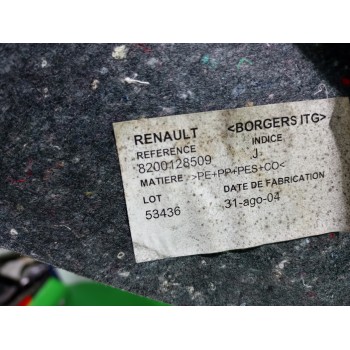 RENAULT <BORGERS ITG>
REFERENCE INDICE
8200128509 J
MATIERE >PE+PP+PES+CO<
LOT DATE DE FABRICATION
53436 31-ago-04